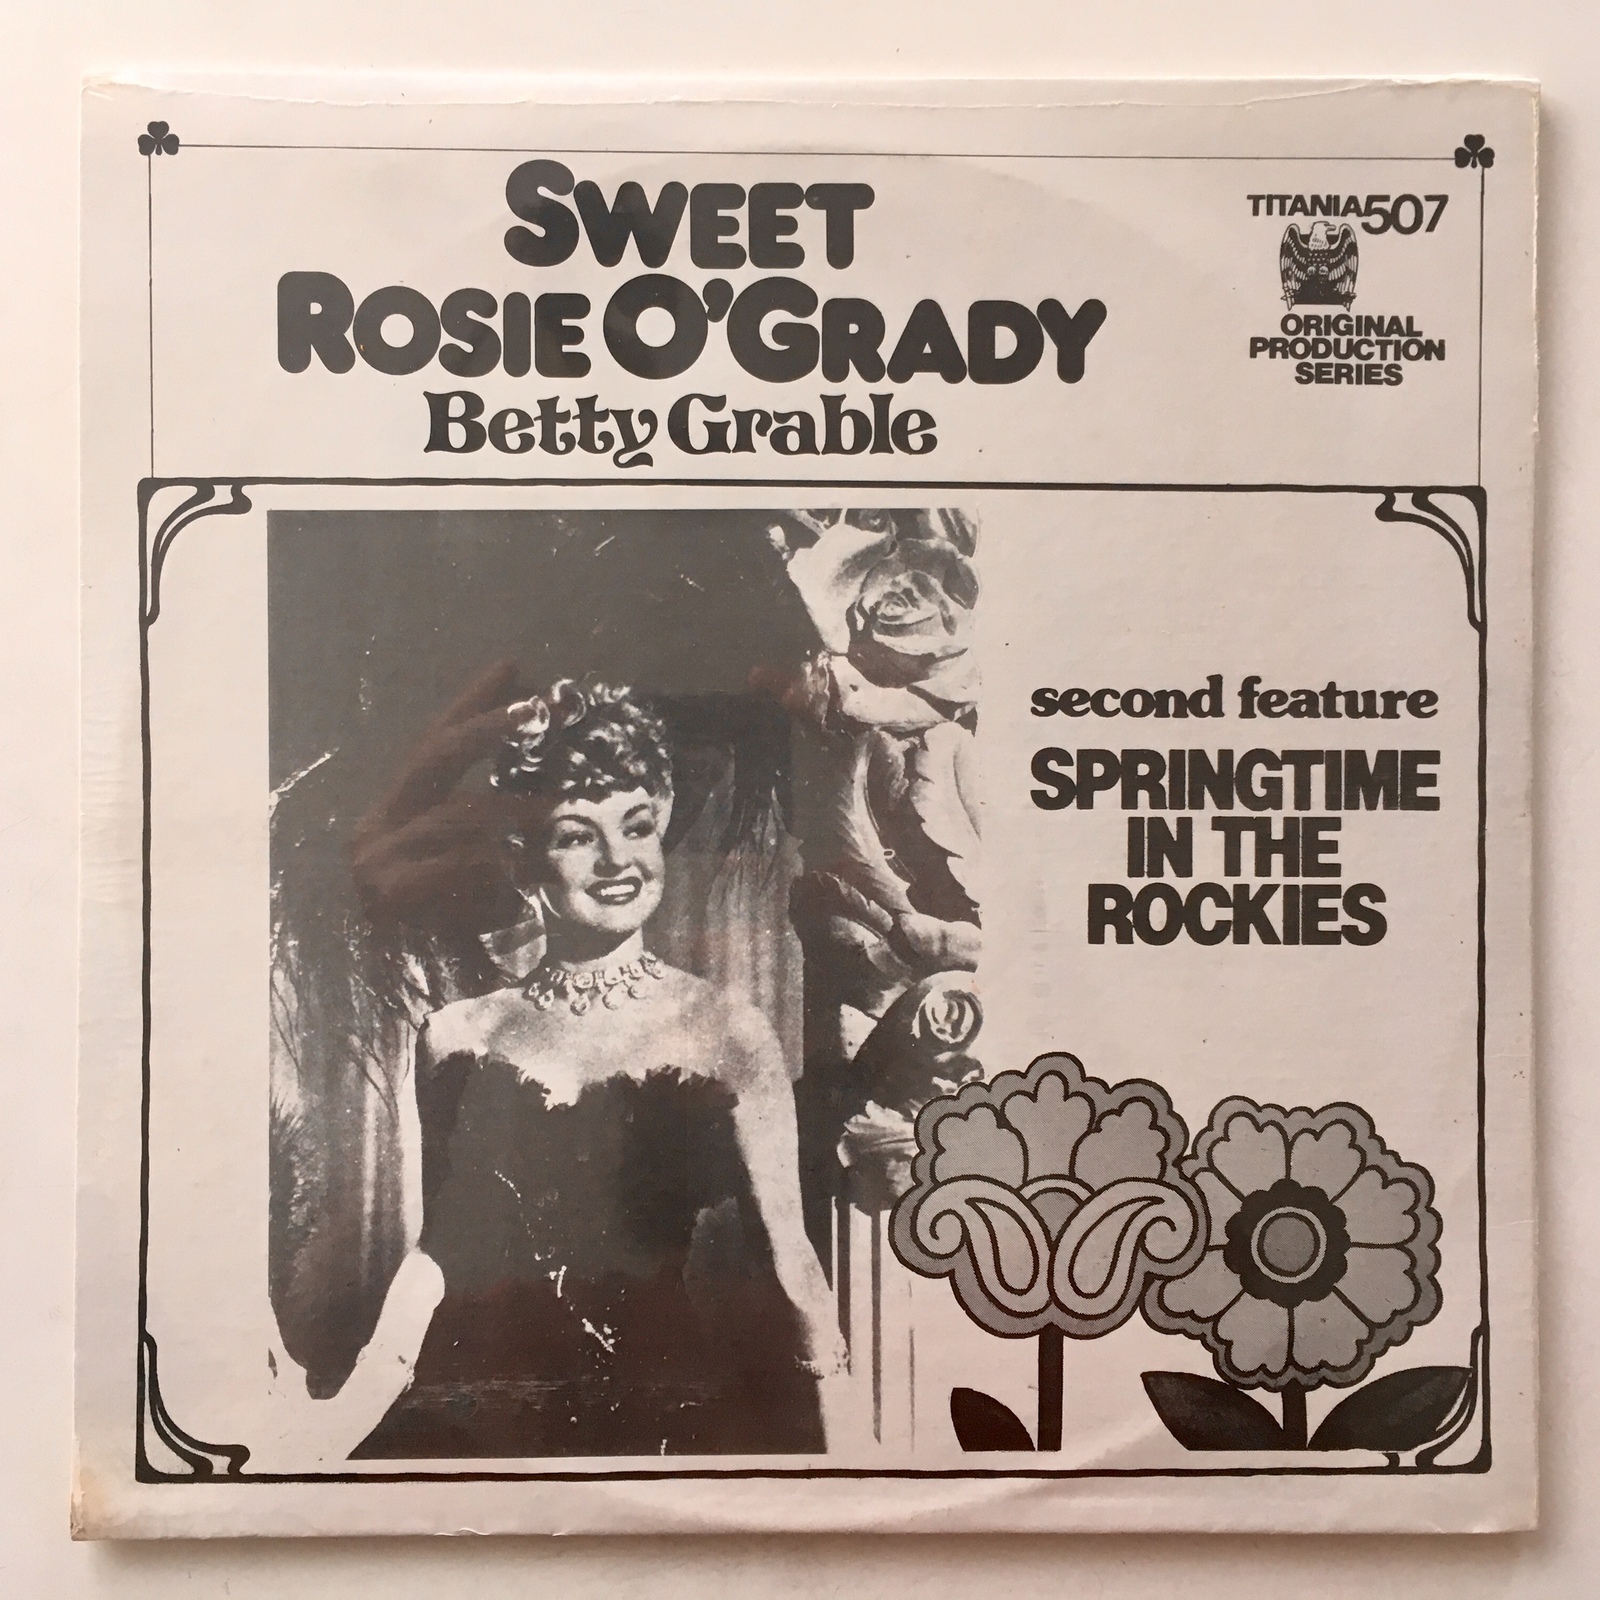 SWEET
ROSIE O'GRADY
Betty Grable
TITANIA 507
ORIGINAL
PRODUCTION
SERIES
second feature
SPRINGTIME
IN THE
ROCKIES